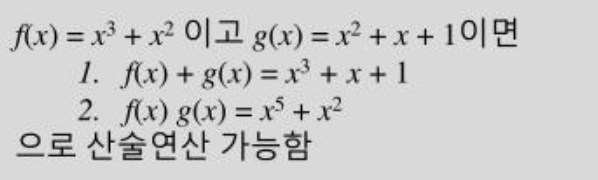 f(x) = x³ + x² 이고 g(x) = x² + x + 1이면
1. f(x) + g(x) = x³ + x + 1
2. f(x) g(x) = x⁵ + x²
으로 산술연산 가능함